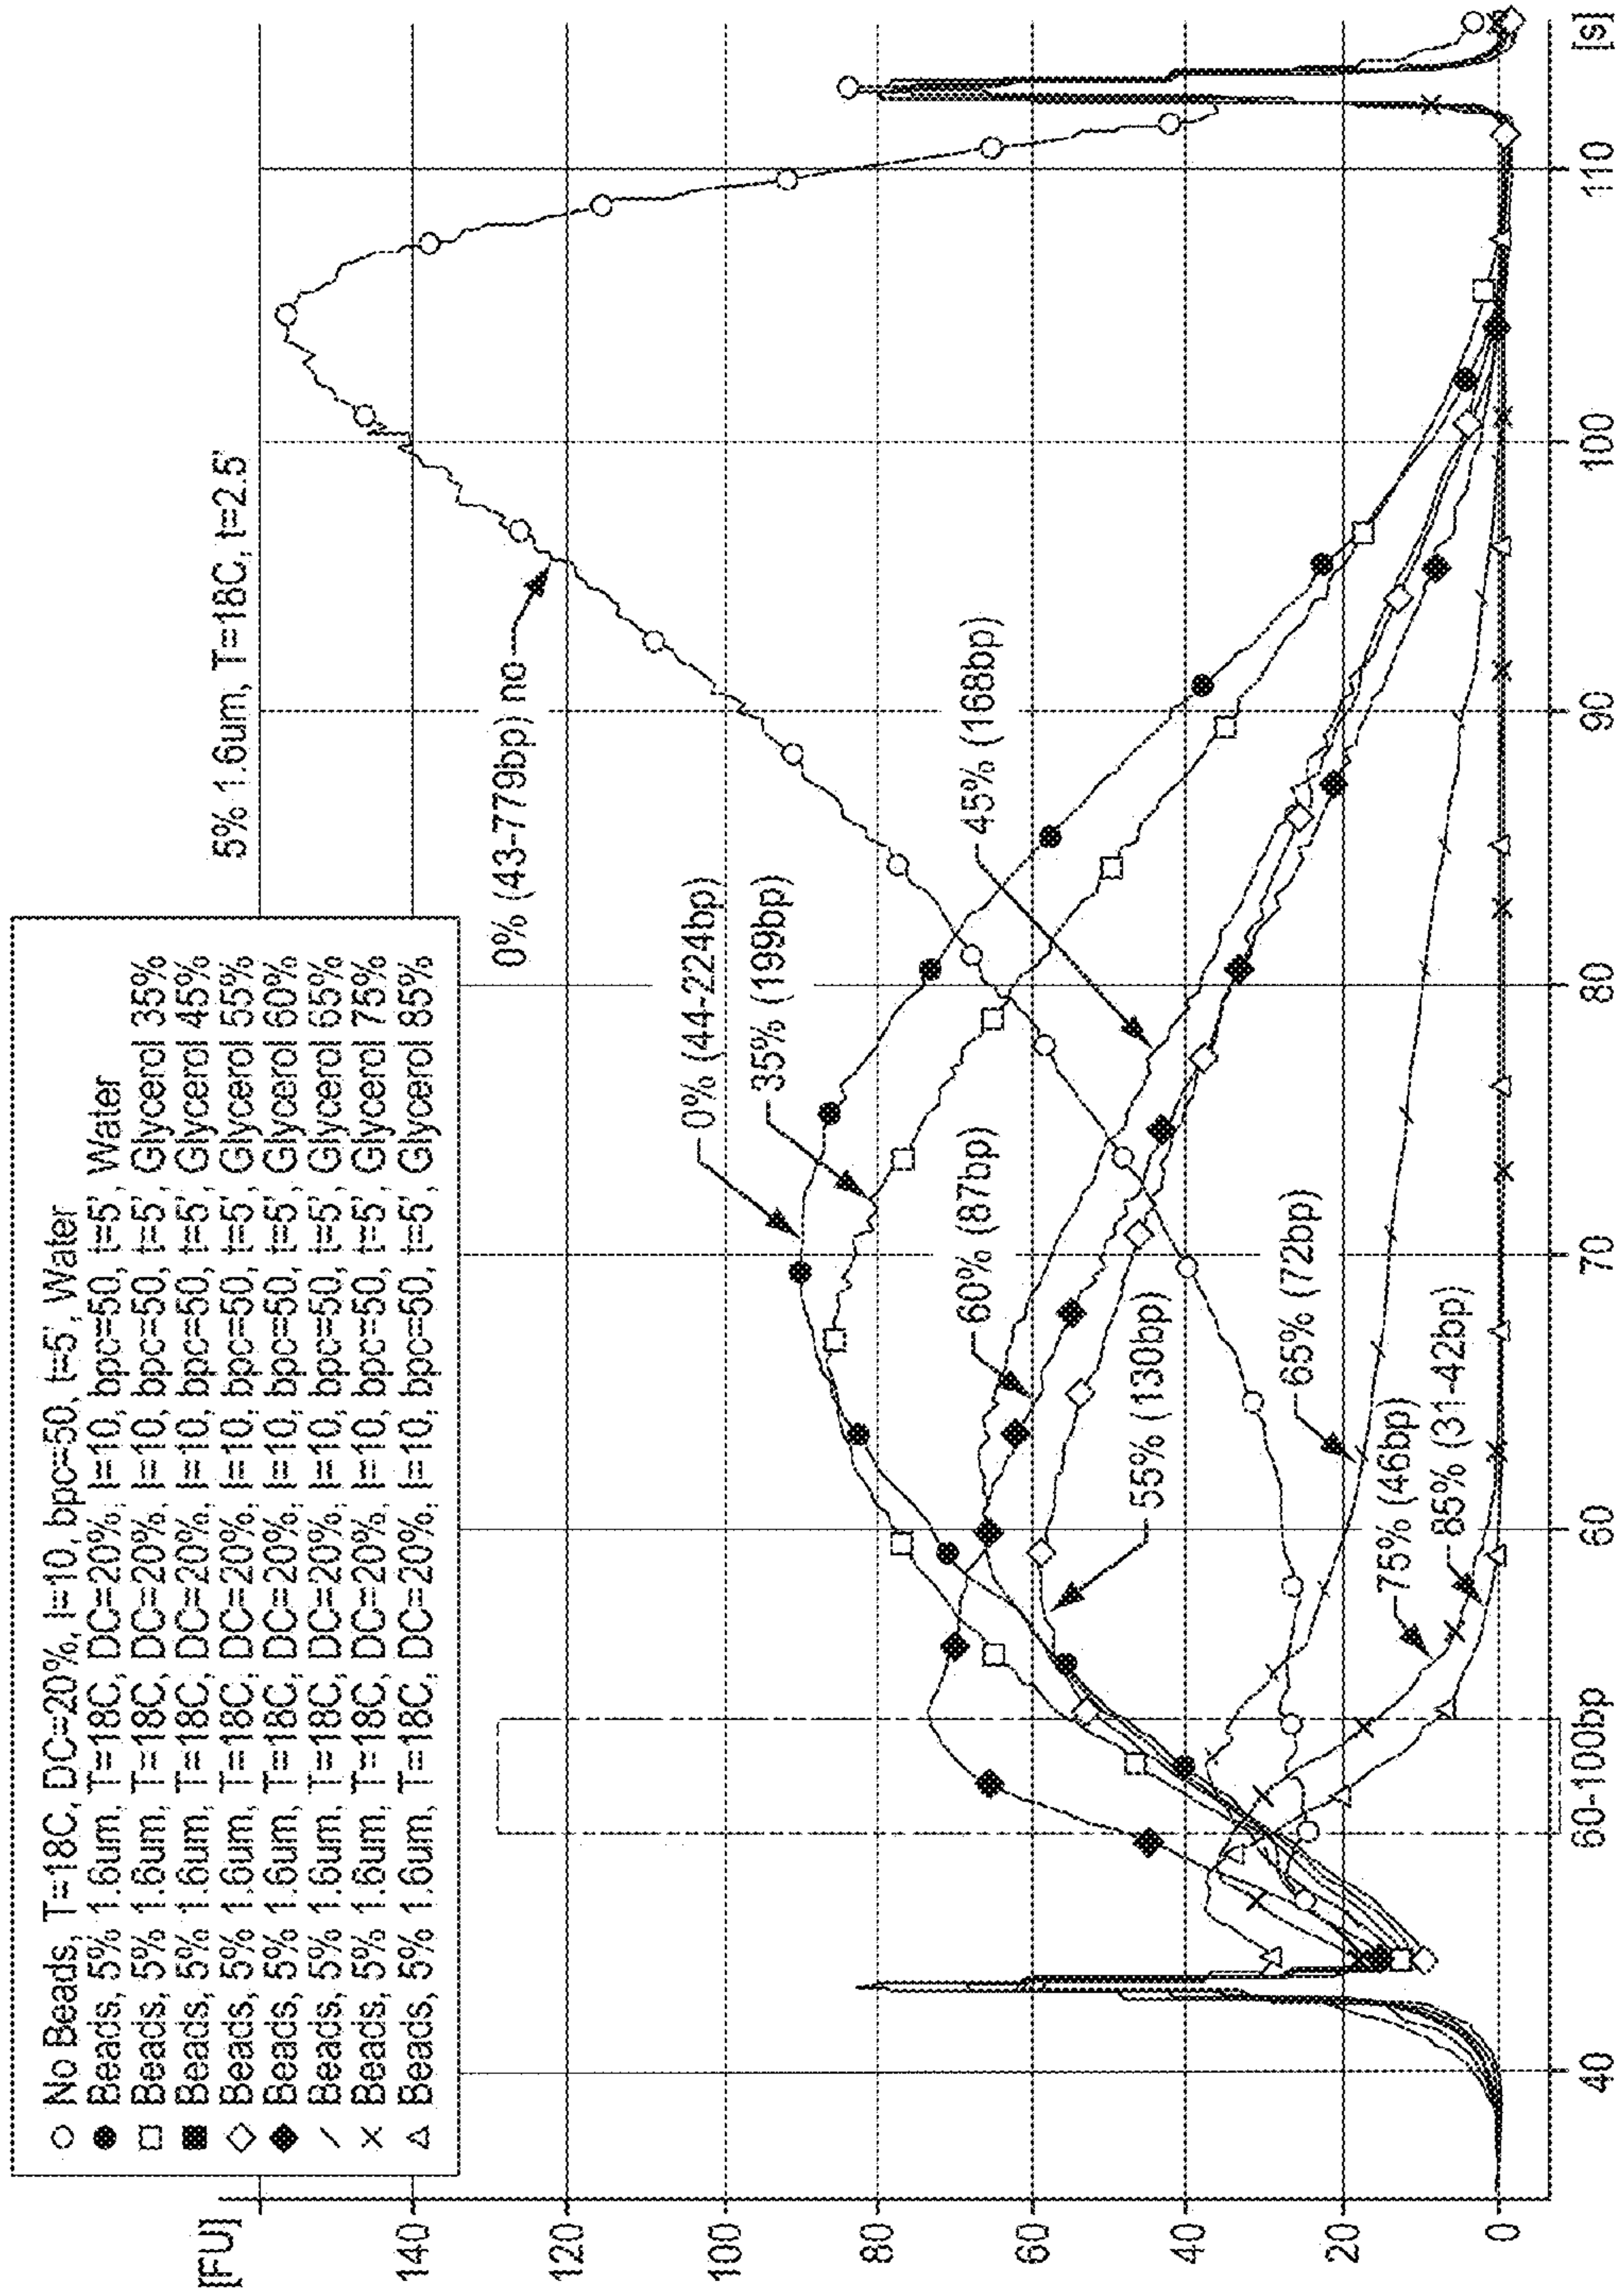 ○ No Beads, T=18C, DC=20%, I=10, bpc=50, t=5', Water
● Beads, 5% 1.6um, T=18C, DC=20%, I=10, bpc=50, t=5', Water
□ Beads, 5% 1.6um, T=18C, DC=20%, I=10, bpc=50, t=5', Glycerol 35%
■ Beads, 5% 1.6um, T=18C, DC=20%, I=10, bpc=50, t=5', Glycerol 45%
◇ Beads, 5% 1.6um, T=18C, DC=20%, I=10, bpc=50, t=5', Glycerol 55%
◆ Beads, 5% 1.6um, T=18C, DC=20%, I=10, bpc=50, t=5', Glycerol 60%
/ Beads, 5% 1.6um, T=18C, DC=20%, I=10, bpc=50, t=5', Glycerol 65%
× Beads, 5% 1.6um, T=18C, DC=20%, I=10, bpc=50, t=5', Glycerol 75%
△ Beads, 5% 1.6um, T=18C, DC=20%, I=10, bpc=50, t=5', Glycerol 85%
[FU]
5% 1.6um, T=18C, t=2.5'
140
120
100
80
60
40
20
0
0% (43-779bp) no
0% (44-224bp)
35% (199bp)
45% (168bp)
60% (87bp)
55% (130bp)
65% (72bp)
75% (46bp)
85% (31-42bp)
40
60-100bp
60
70
80
90
100
110
[s]